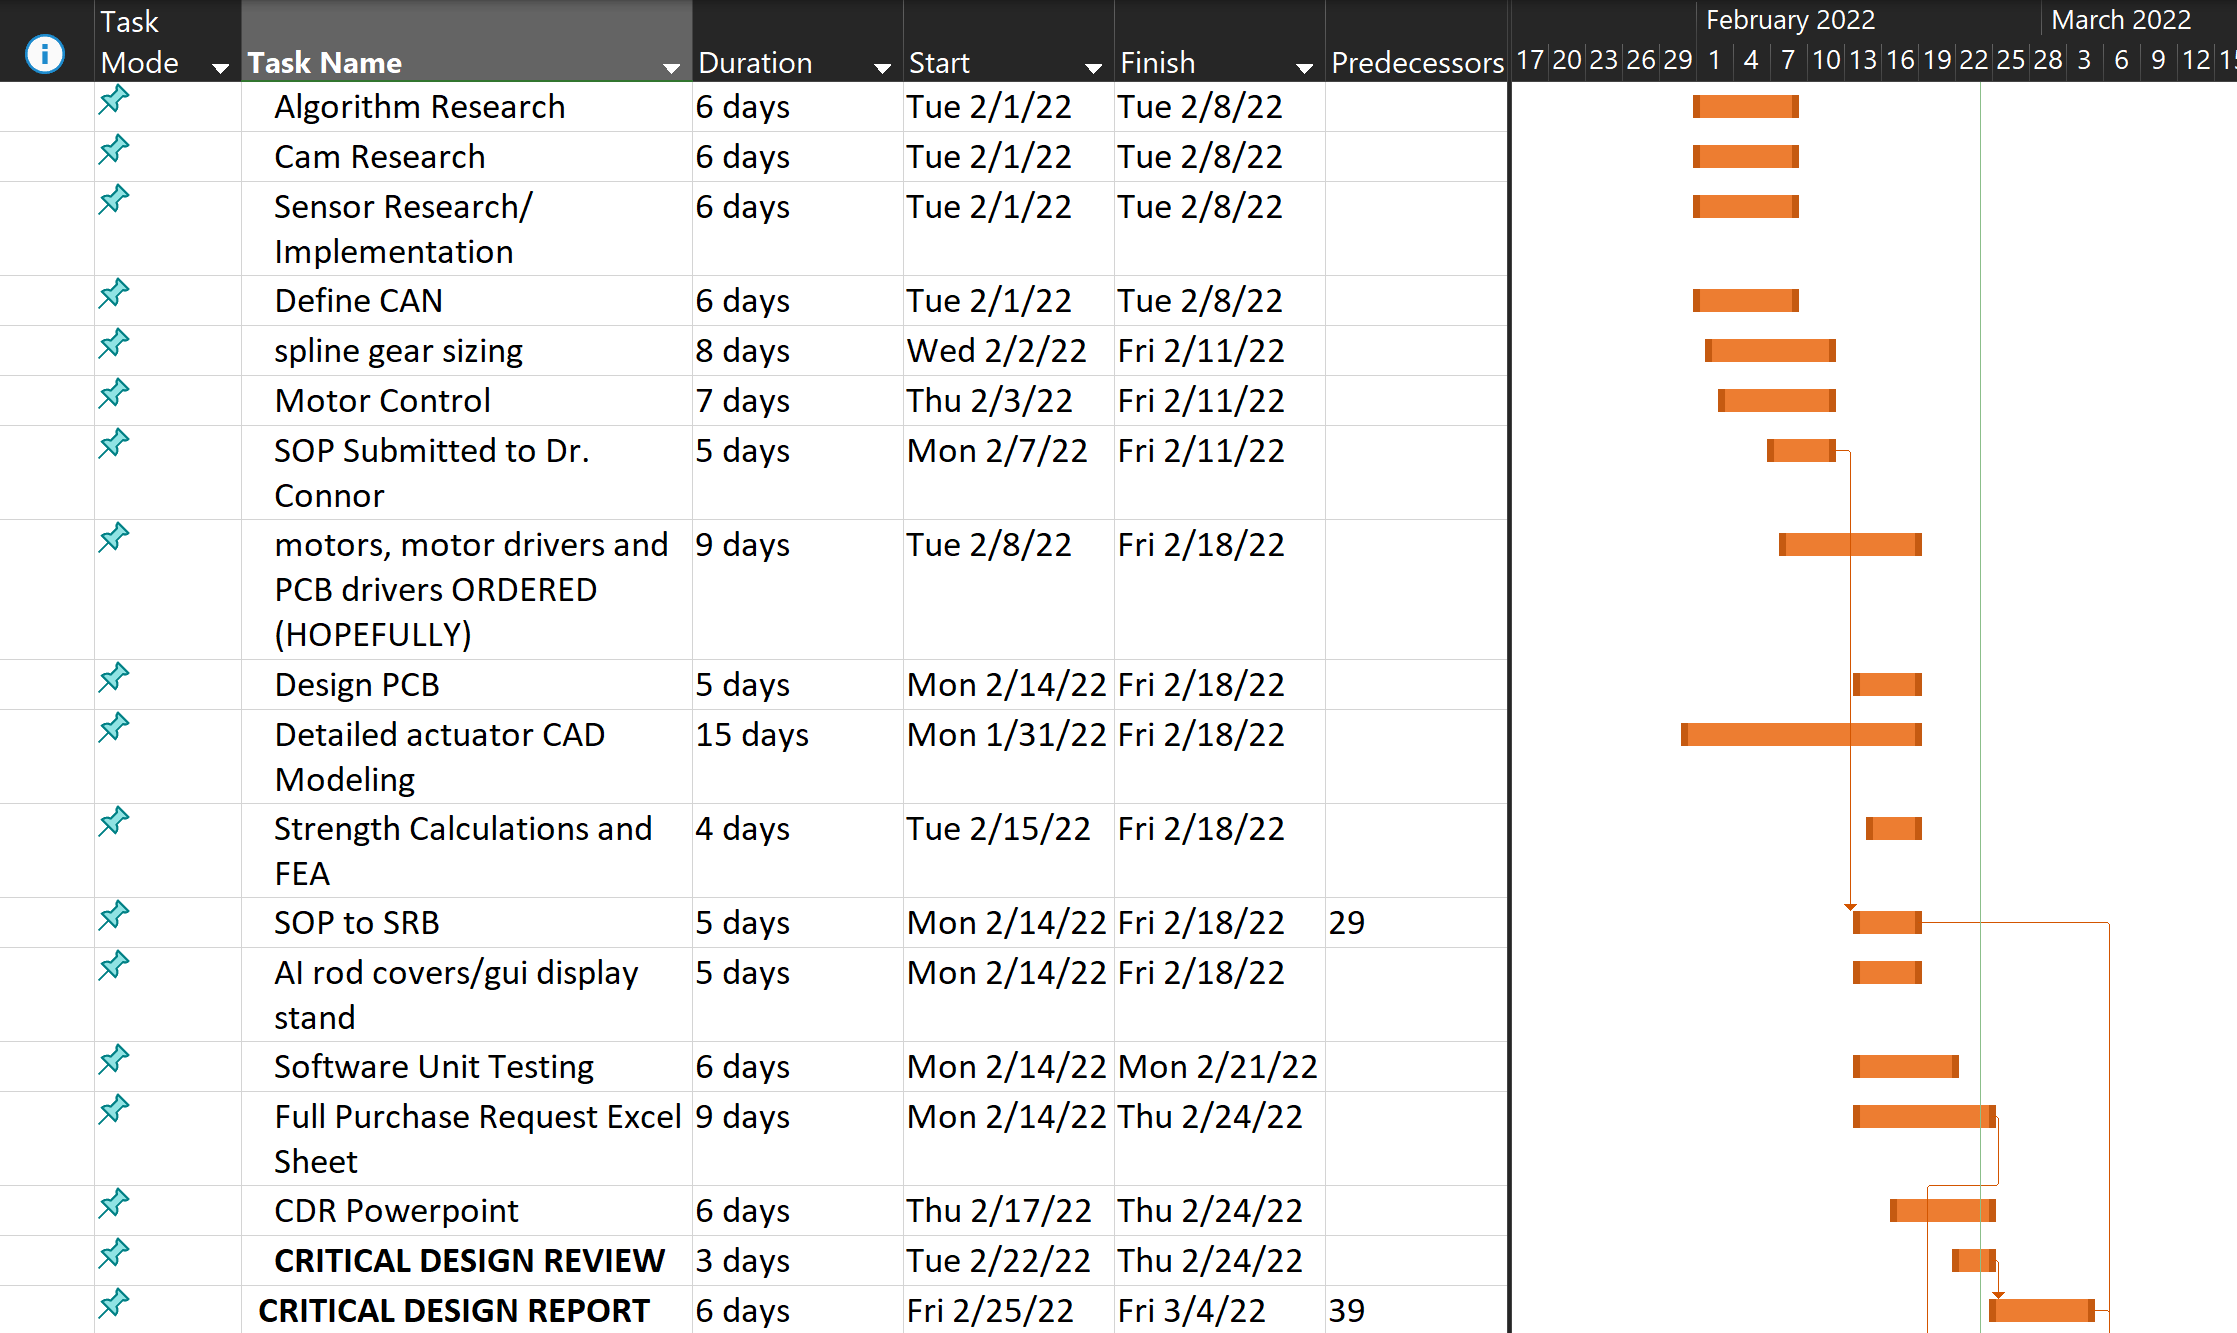 Task Mode Task Name Duration Start Finish Predecessors
February 2022 March 2022
17 20 23 26 29 1 4 7 10 13 16 19 22 25 28 3 6 9 12 15
Algorithm Research 6 days Tue 2/1/22 Tue 2/8/22
Cam Research 6 days Tue 2/1/22 Tue 2/8/22
Sensor Research/ 6 days Tue 2/1/22 Tue 2/8/22
Implementation
Define CAN 6 days Tue 2/1/22 Tue 2/8/22
spline gear sizing 8 days Wed 2/2/22 Fri 2/11/22
Motor Control 7 days Thu 2/3/22 Fri 2/11/22
SOP Submitted to Dr. 5 days Mon 2/7/22 Fri 2/11/22
Connor
motors, motor drivers and 9 days Tue 2/8/22 Fri 2/18/22
PCB drivers ORDERED
(HOPEFULLY)
Design PCB 5 days Mon 2/14/22 Fri 2/18/22
Detailed actuator CAD 15 days Mon 1/31/22 Fri 2/18/22
Modeling
Strength Calculations and 4 days Tue 2/15/22 Fri 2/18/22
FEA
SOP to SRB 5 days Mon 2/14/22 Fri 2/18/22 29
AI rod covers/gui display 5 days Mon 2/14/22 Fri 2/18/22
stand
Software Unit Testing 6 days Mon 2/14/22 Mon 2/21/22
Full Purchase Request Excel 9 days Mon 2/14/22 Thu 2/24/22
Sheet
CDR Powerpoint 6 days Thu 2/17/22 Thu 2/24/22
CRITICAL DESIGN REVIEW 3 days Tue 2/22/22 Thu 2/24/22
CRITICAL DESIGN REPORT 6 days Fri 2/25/22 Fri 3/4/22 39